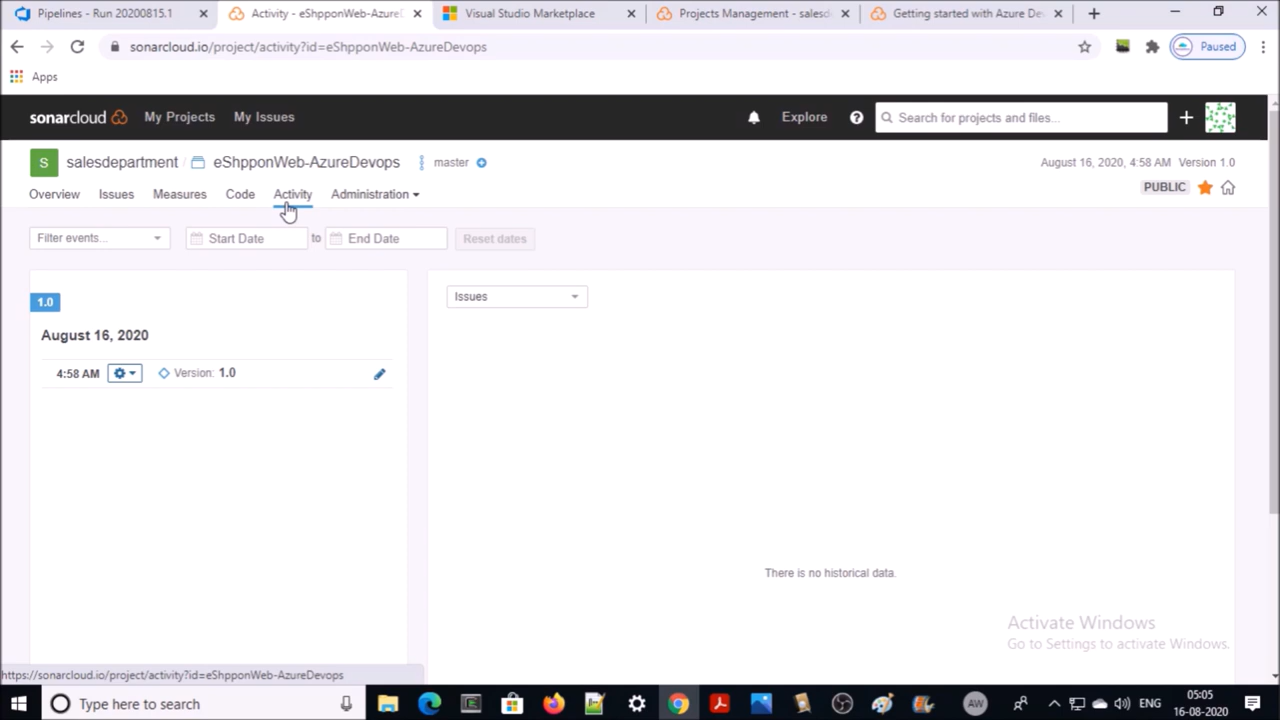 Pipelines - Run 20200815.1
Activity - eShpponWeb-AzureD
Visual Studio Marketplace
Projects Management - salesd
Getting started with Azure De
sonarcloud.io/project/activity?id=eShpponWeb-AzureDevops
Paused
Apps
sonarcloud
My Projects
My Issues
Explore
Search for projects and files...
S
salesdepartment / eShpponWeb-AzureDevops
master
August 16, 2020, 4:58 AM Version 1.0
Overview
Issues
Measures
Code
Activity
Administration
PUBLIC
Filter events...
Start Date
to
End Date
Reset dates
1.0
Issues
August 16, 2020
4:58 AM
Version: 1.0
There is no historical data.
Activate Windows
Go to Settings to activate Windows.
https://sonarcloud.io/project/activity?id=eShpponWeb-AzureDevops
Type here to search
AW
ENG
05:05
16-08-2020